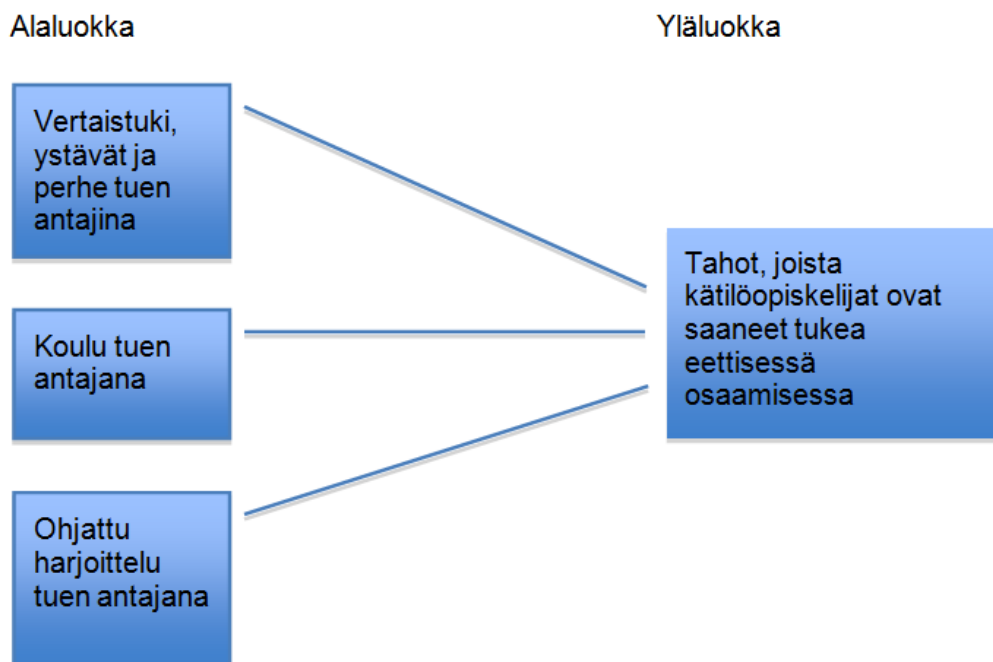 Alaluokka
Yläluokka
Vertaistuki,
ystävät ja
perhe tuen
antajina
Koulu tuen
antajana
Ohjattu
harjoittelu
tuen antajana
Tahot, joista
kätilöopiskelijat ovat
saaneet tukea
eettisessä
osaamisessa